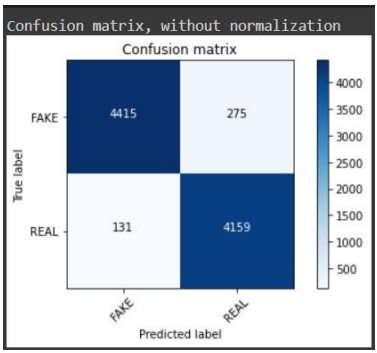 Confusion matrix, without normalization
Confusion matrix
FAKE
4415
275
REAL
131
4159
True label
FAKE
REAL
Predicted label
4000
3500
3000
2500
2000
1500
1000
500